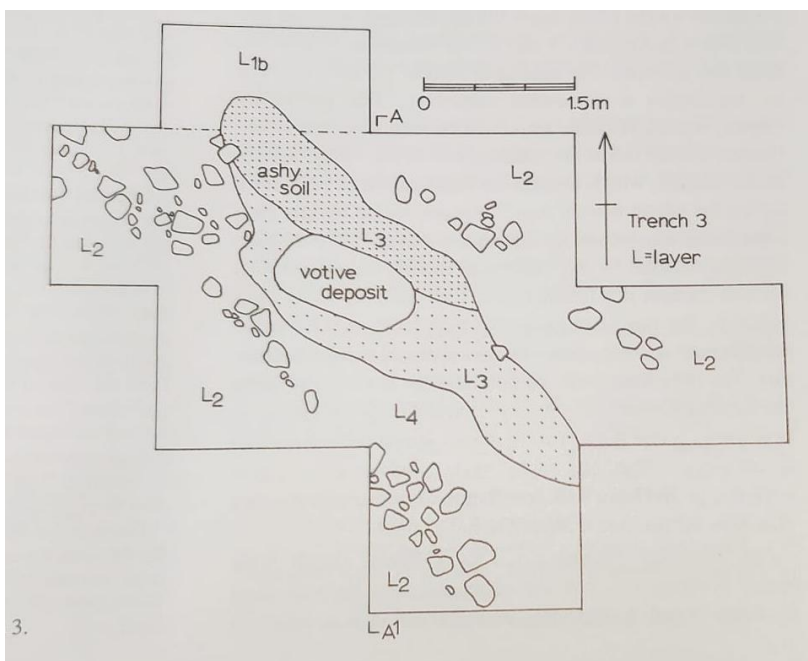 L1b
A
0 1.5m
ashy
soil
L2
Trench 3
L3
L=layer
L2
votive
deposit
L2
L3
L2
L4
L2
A1
3.